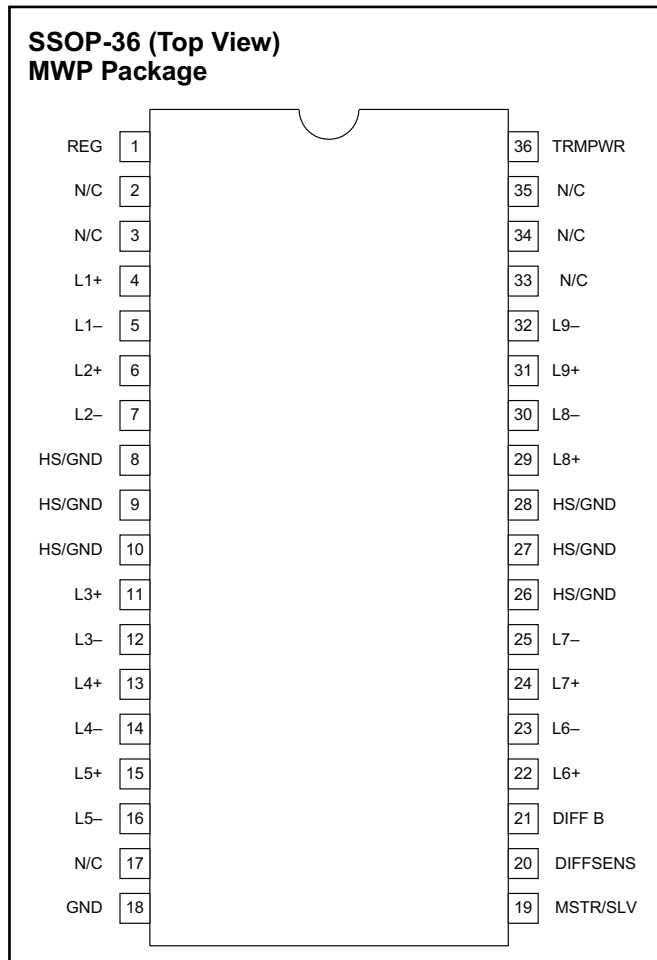 SSOP-36 (Top View)
MWP Package
REG 1 36 TRMPWR
N/C 2 35 N/C
N/C 3 34 N/C
L1+ 4 33 N/C
L1– 5 32 L9–
L2+ 6 31 L9+
L2– 7 30 L8–
HS/GND 8 29 L8+
HS/GND 9 28 HS/GND
HS/GND 10 27 HS/GND
L3+ 11 26 HS/GND
L3– 12 25 L7–
L4+ 13 24 L7+
L4– 14 23 L6–
L5+ 15 22 L6+
L5– 16 21 DIFF B
N/C 17 20 DIFFSENS
GND 18 19 MSTR/SLV